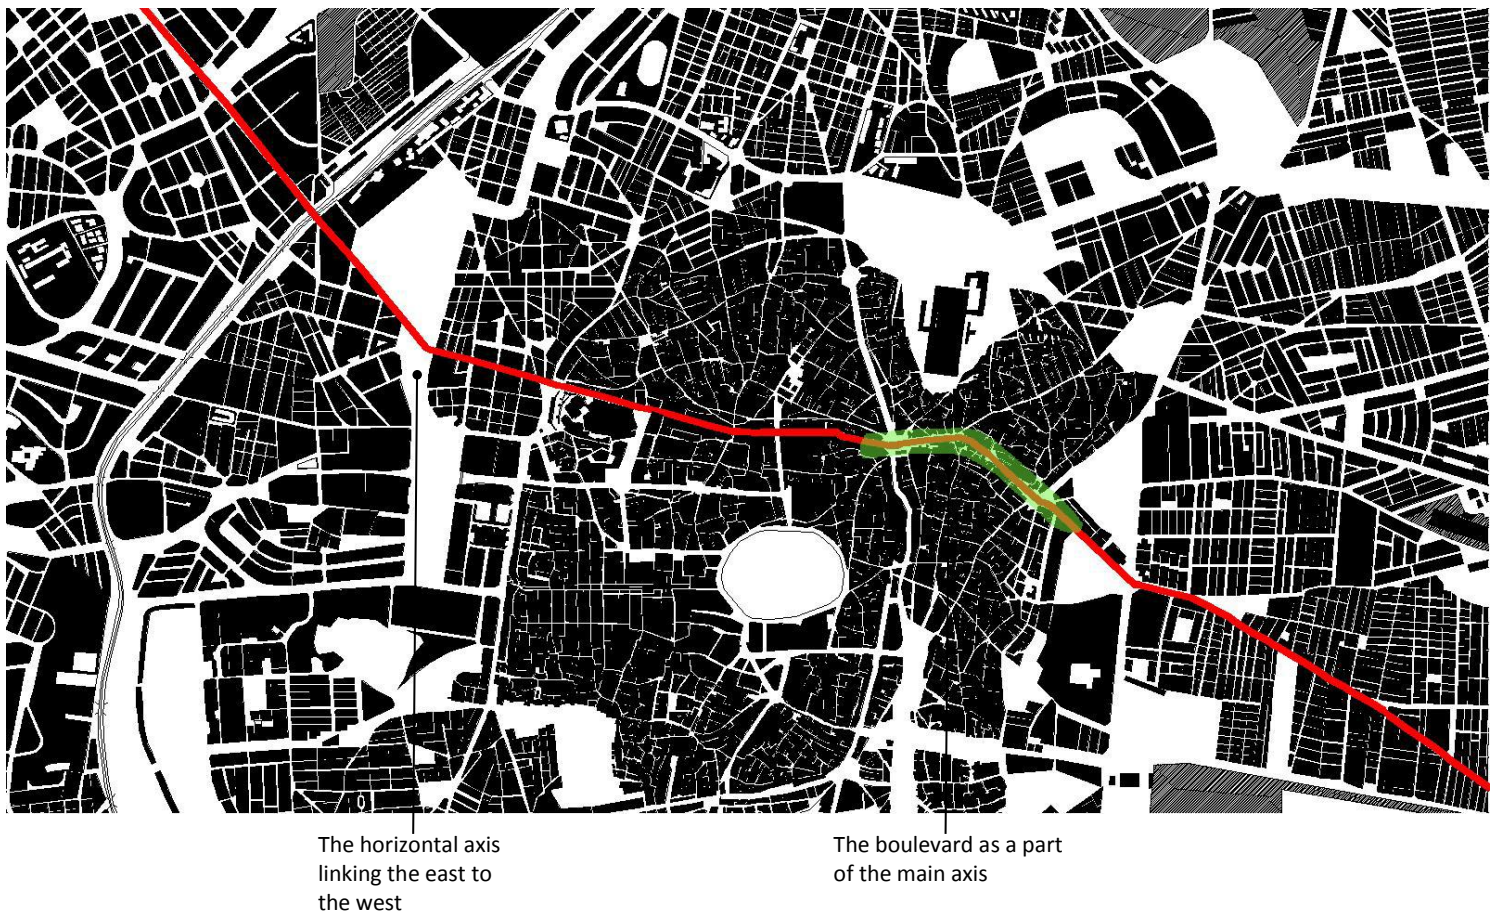 The horizontal axis
linking the east to
the west
The boulevard as a part
of the main axis